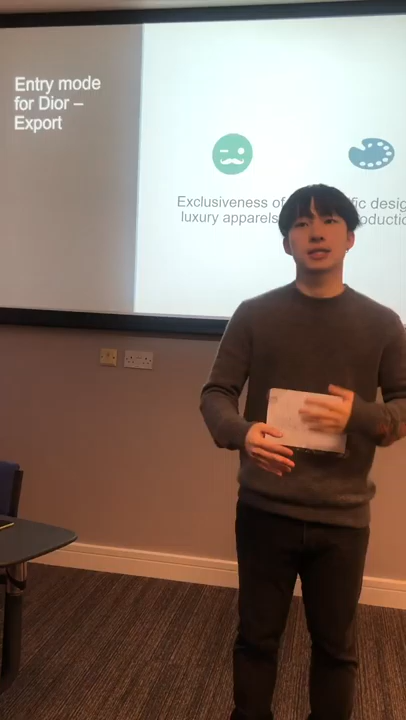 Entry mode
for Dior –
Export
Exclusiveness of
luxury apparels